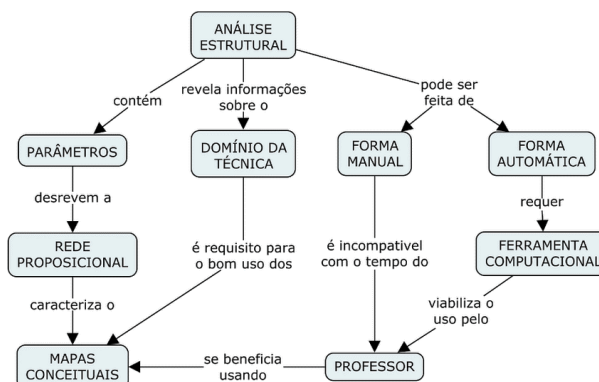 ANÁLISE
ESTRUTURAL
contém
revela informações
sobre o
pode ser
feita de
PARÂMETROS
DOMÍNIO DA
TÉCNICA
FORMA
MANUAL
FORMA
AUTOMÁTICA
desrevem a
requer
REDE
PROPOSICIONAL
é requisito para
o bom uso dos
é incompativel
com o tempo do
FERRAMENTA
COMPUTACIONAL
caracteriza o
viabiliza o
uso pelo
MAPAS
CONCEITUAIS
se beneficia
usando
PROFESSOR